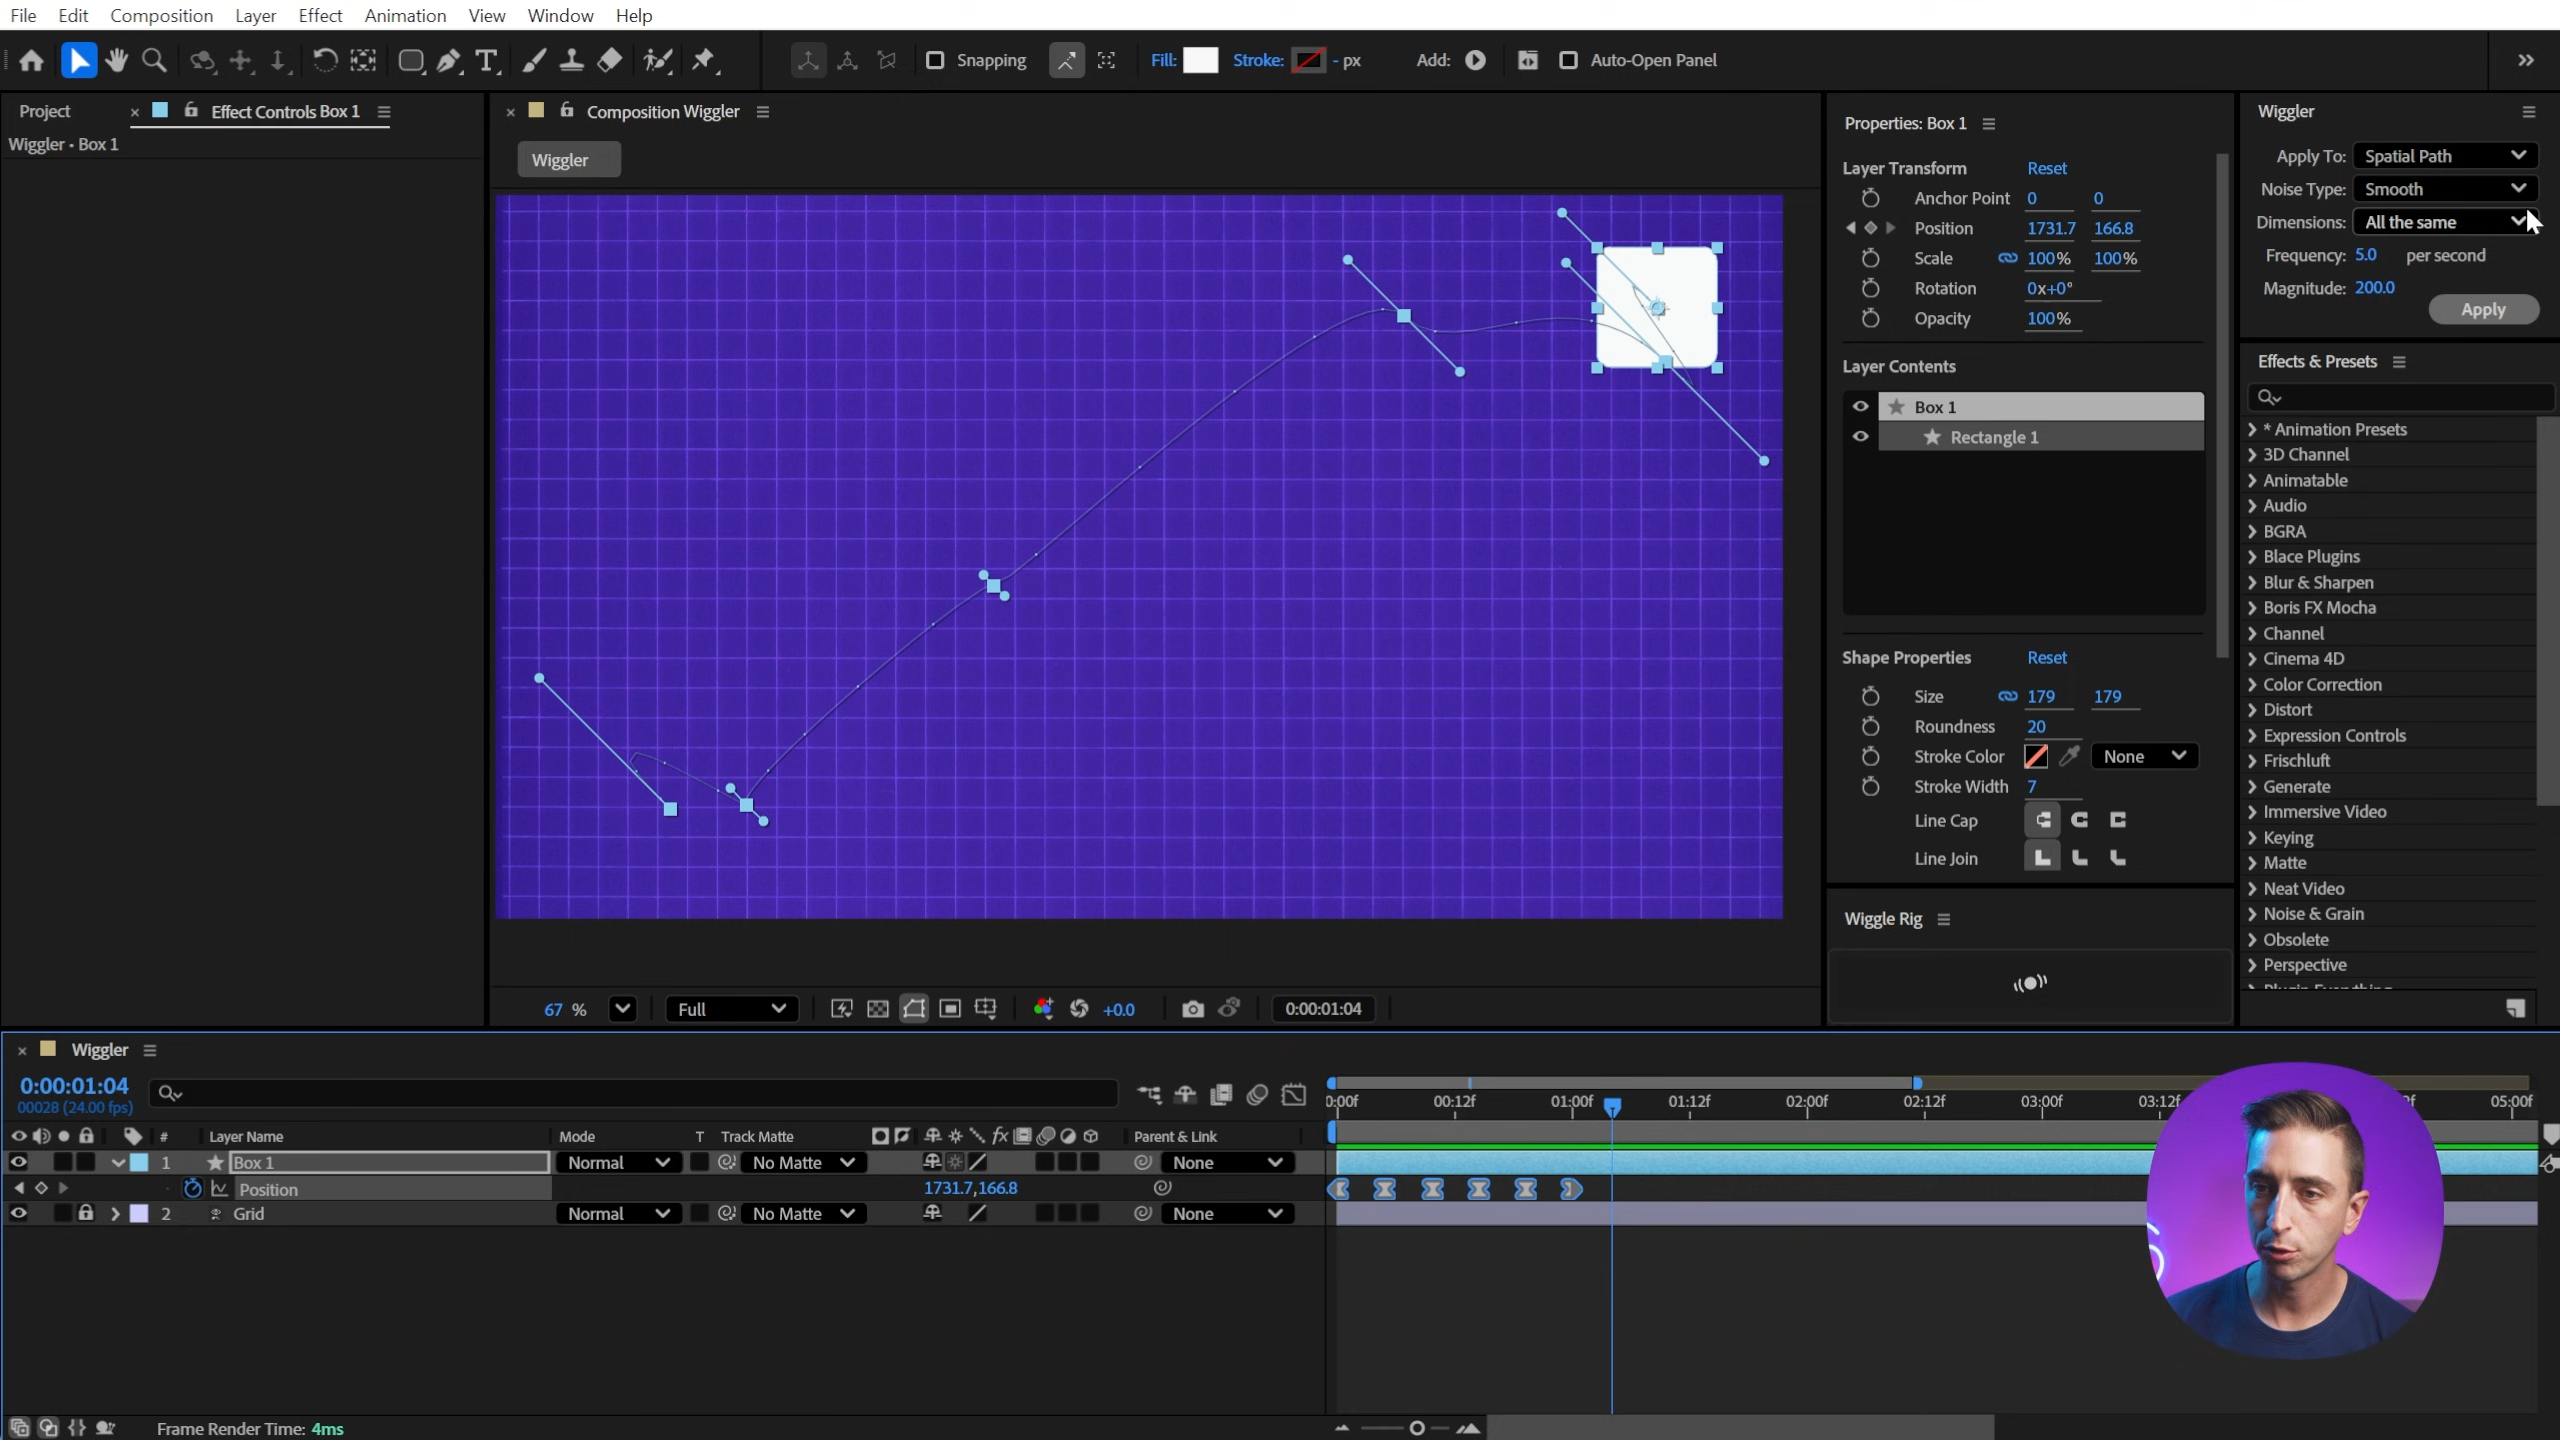 File Edit Composition Layer Effect Animation View Window Help
Snapping Fill: Stroke: - px Add: Auto-Open Panel
Project × Effect Controls Box 1
Wiggler • Box 1
× Composition Wiggler
Wiggler
67 % Full +0.0 0:00:01:04
Properties: Box 1
Layer Transform Reset
Anchor Point 0 0
Position 1731.7 166.8
Scale 100% 100%
Rotation 0x+0°
Opacity 100%
Layer Contents
Box 1
Rectangle 1
Shape Properties Reset
Size 179 179
Roundness 20
Stroke Color None
Stroke Width 7
Line Cap
Line Join
Wiggle Rig
Wiggler
Apply To: Spatial Path
Noise Type: Smooth
Dimensions: All the same
Frequency: 5.0 per second
Magnitude: 200.0
Apply
Effects & Presets
* Animation Presets
3D Channel
Animatable
Audio
BGRA
Blace Plugins
Blur & Sharpen
Boris FX Mocha
Channel
Cinema 4D
Color Correction
Distort
Expression Controls
Frischluft
Generate
Immersive Video
Keying
Matte
Neat Video
Noise & Grain
Obsolete
Perspective
× Wiggler
0:00:01:04
00028 (24.00 fps)
0:00f 00:12f 01:00f 01:12f 02:00f 02:12f 03:00f 03:12f 05:00f
# Layer Name Mode T Track Matte fx Parent & Link
1 Box 1 Normal No Matte None
Position 1731.7,166.8
2 Grid Normal No Matte None
Frame Render Time: 4ms